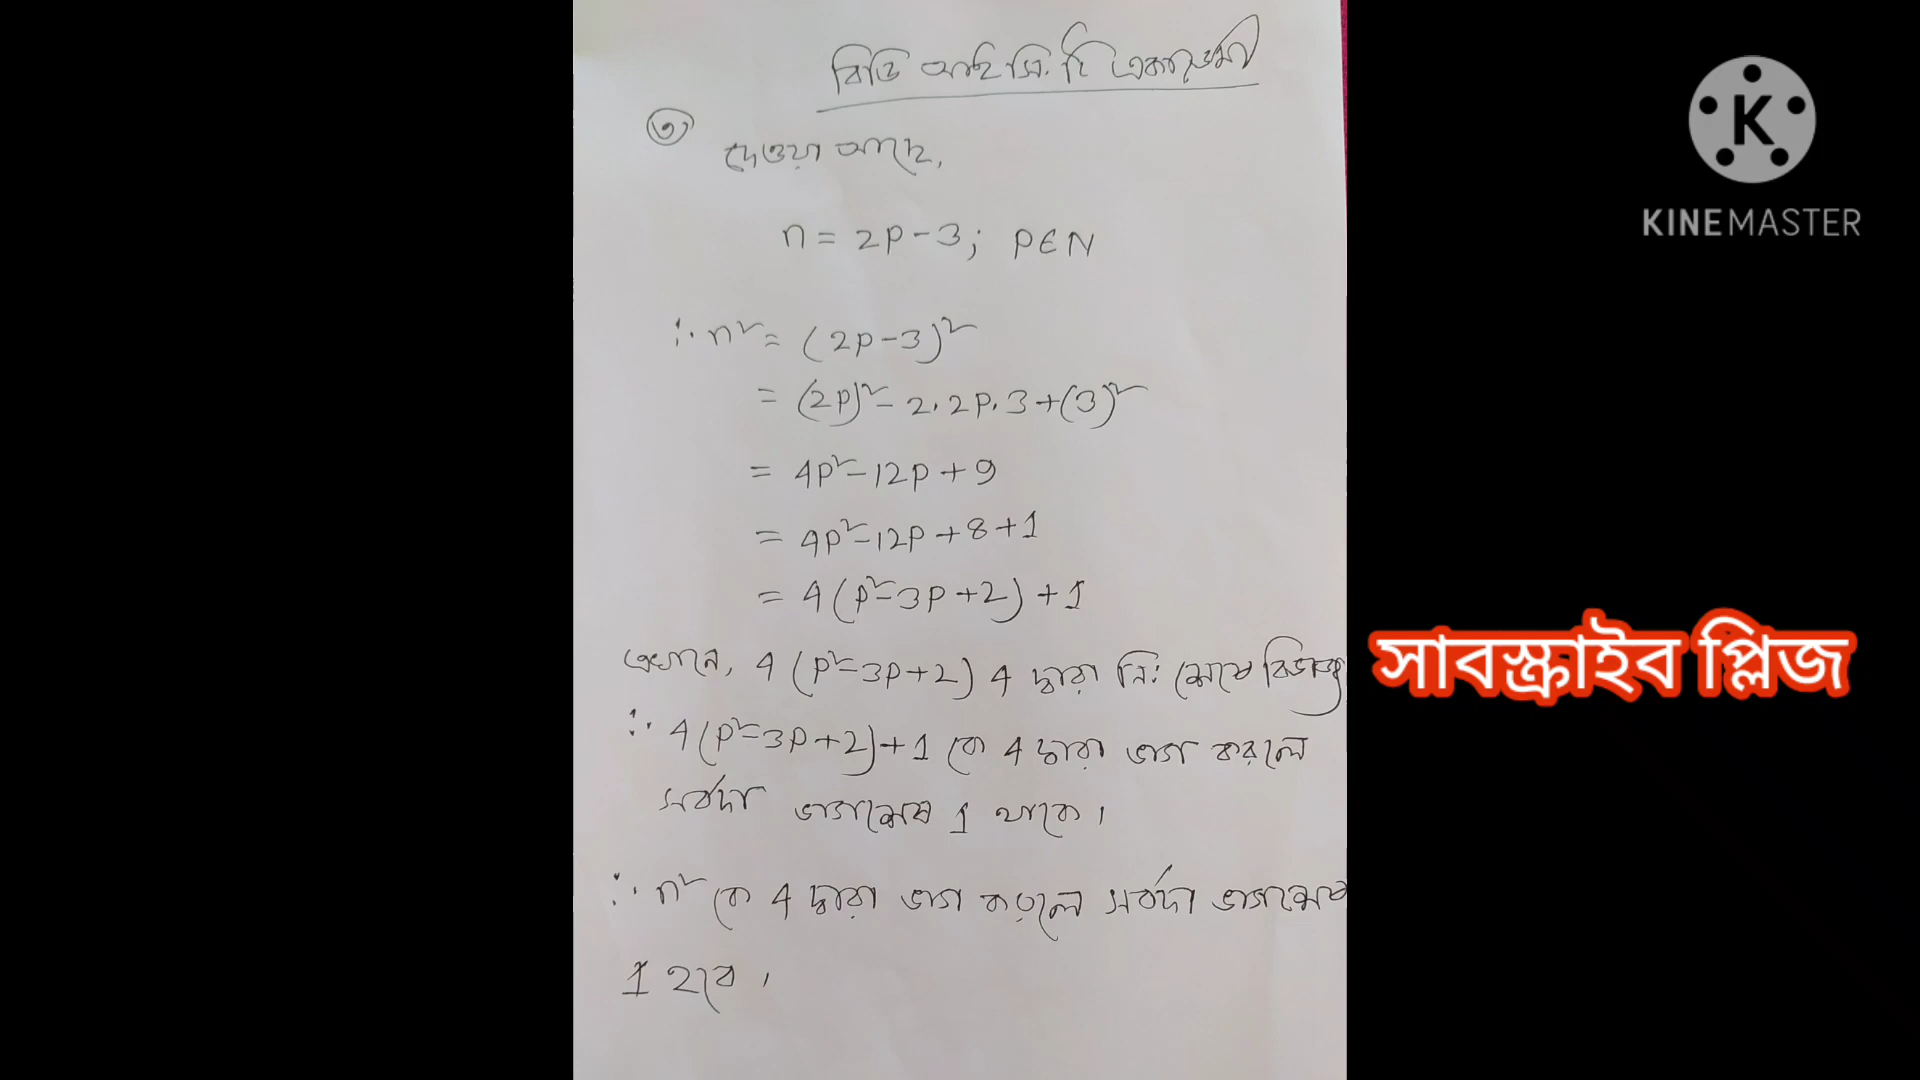 বিডি আই সি. টি একাডেমী
৩
দেওয়া আছে,
n = 2p-3; p∈N
∴ n² = (2p-3)²
= (2p)² - 2.2p.3+(3)²
= 4p²-12p+9
= 4p²-12p+8+1
= 4(p²-3p+2)+1
এখানে, 4(p²-3p+2) 4 দ্বারা নিঃশেষে বিভাজ্য
∴ 4(p²-3p+2)+1 কে 4 দ্বারা ভাগ করলে
সর্বদা ভাগশেষ 1 থাকে।
∴ n² কে 4 দ্বারা ভাগ করলে সর্বদা ভাগশেষ
1 হবে।
K
KINEMASTER
সাবস্ক্রাইব প্লিজ